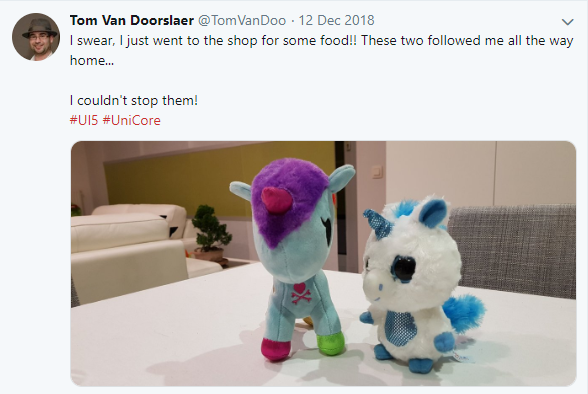 Tom Van Doorslaer @TomVanDoo · 12 Dec 2018
I swear, I just went to the shop for some food!! These two followed me all the way
home...
I couldn't stop them!
#UI5 #UniCore